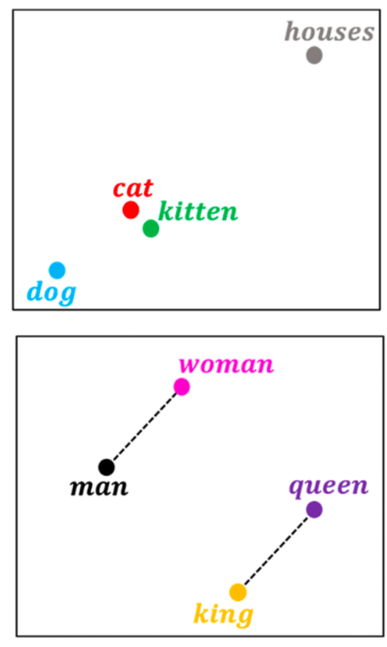 houses
cat
kitten
dog
woman
man
queen
king